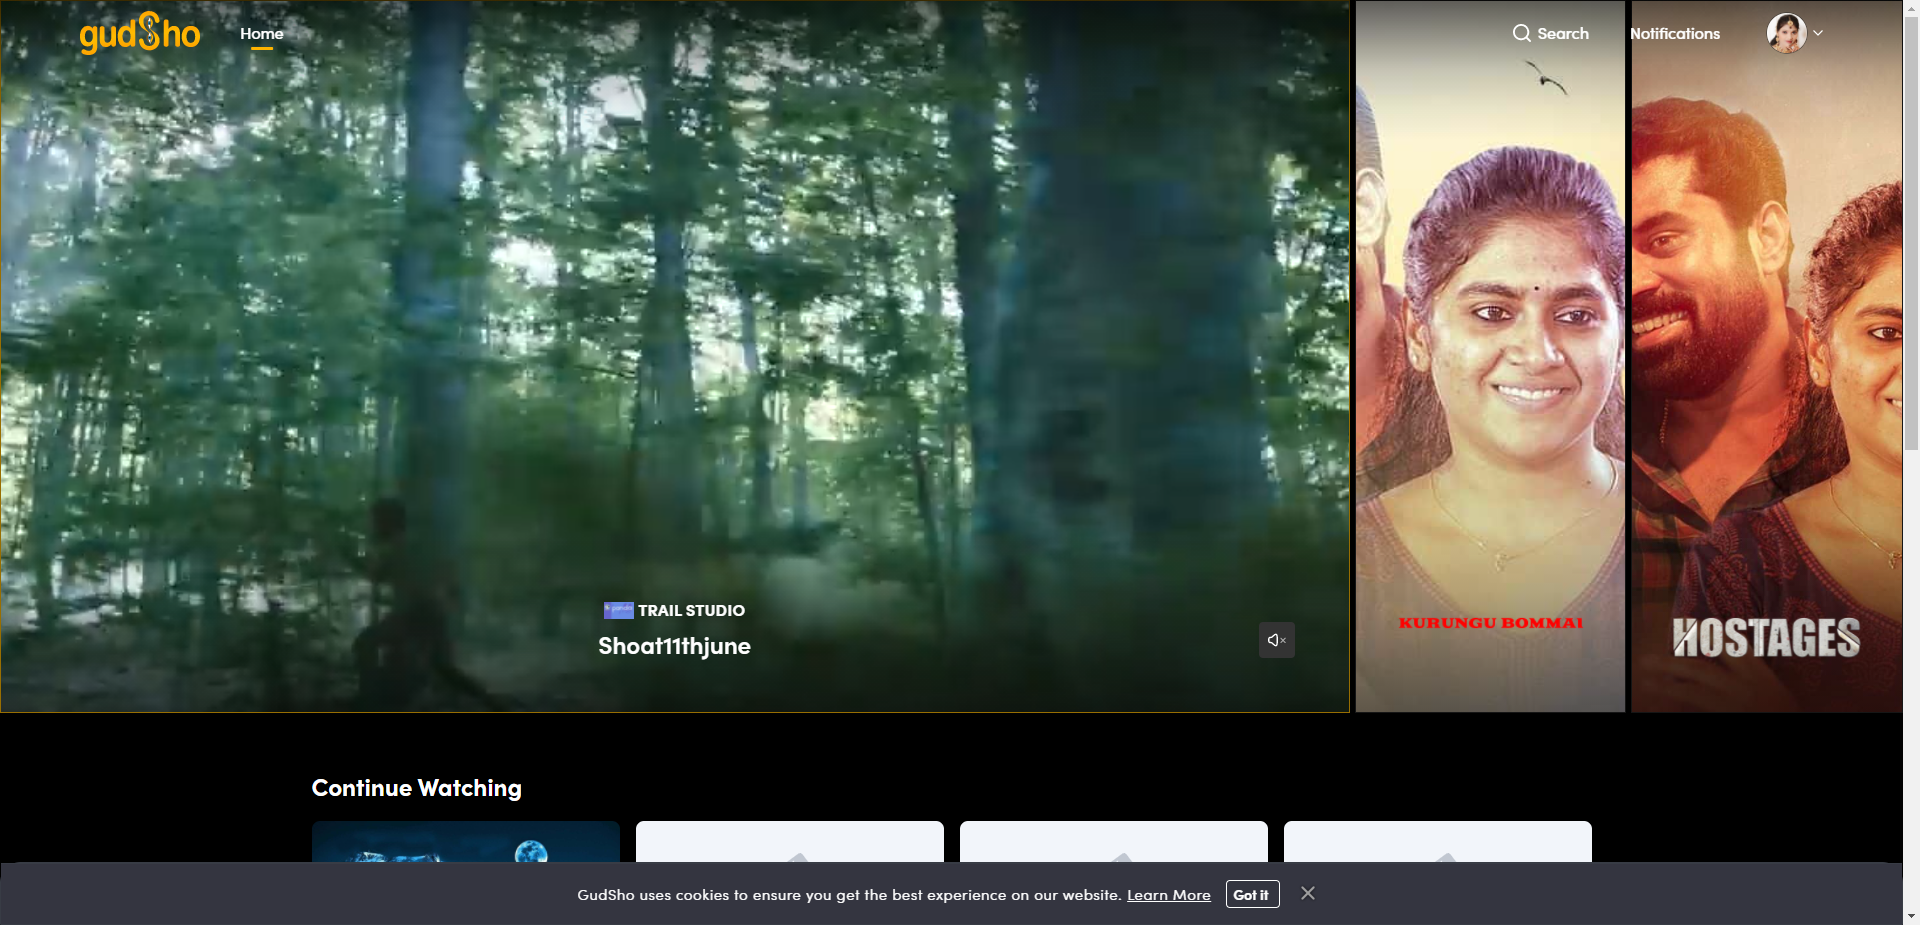 gudSho
Home
Search
Notifications
TRAIL STUDIO
Shoat11thjune
KURUNGU BOMMAI
HOSTAGES
Continue Watching
GudSho uses cookies to ensure you get the best experience on our website. Learn More
Got it